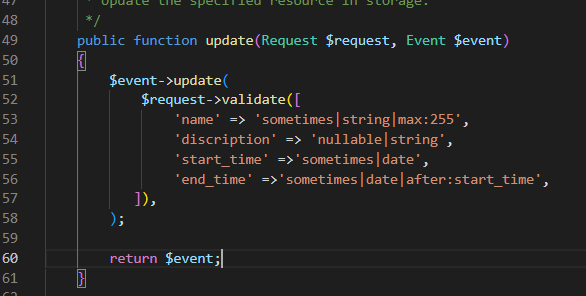 47 * Update the specified resource in storage.
48 */
49 public function update(Request $request, Event $event)
50 {
51 $event->update(
52 $request->validate([
53 'name' => 'sometimes|string|max:255',
54 'discription' => 'nullable|string',
55 'start_time' =>'sometimes|date',
56 'end_time' =>'sometimes|date|after:start_time',
57 ]),
58 );
59
60 return $event;
61 }
62